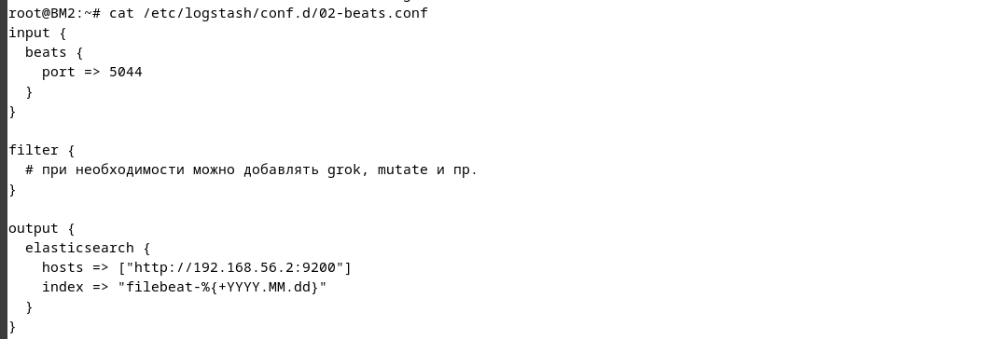 root@BM2:~# cat /etc/logstash/conf.d/02-beats.conf
input {
  beats {
    port => 5044
  }
}

filter {
  # при необходимости можно добавлять grok, mutate и пр.
}

output {
  elasticsearch {
    hosts => ["http://192.168.56.2:9200"]
    index => "filebeat-%{+YYYY.MM.dd}"
  }
}